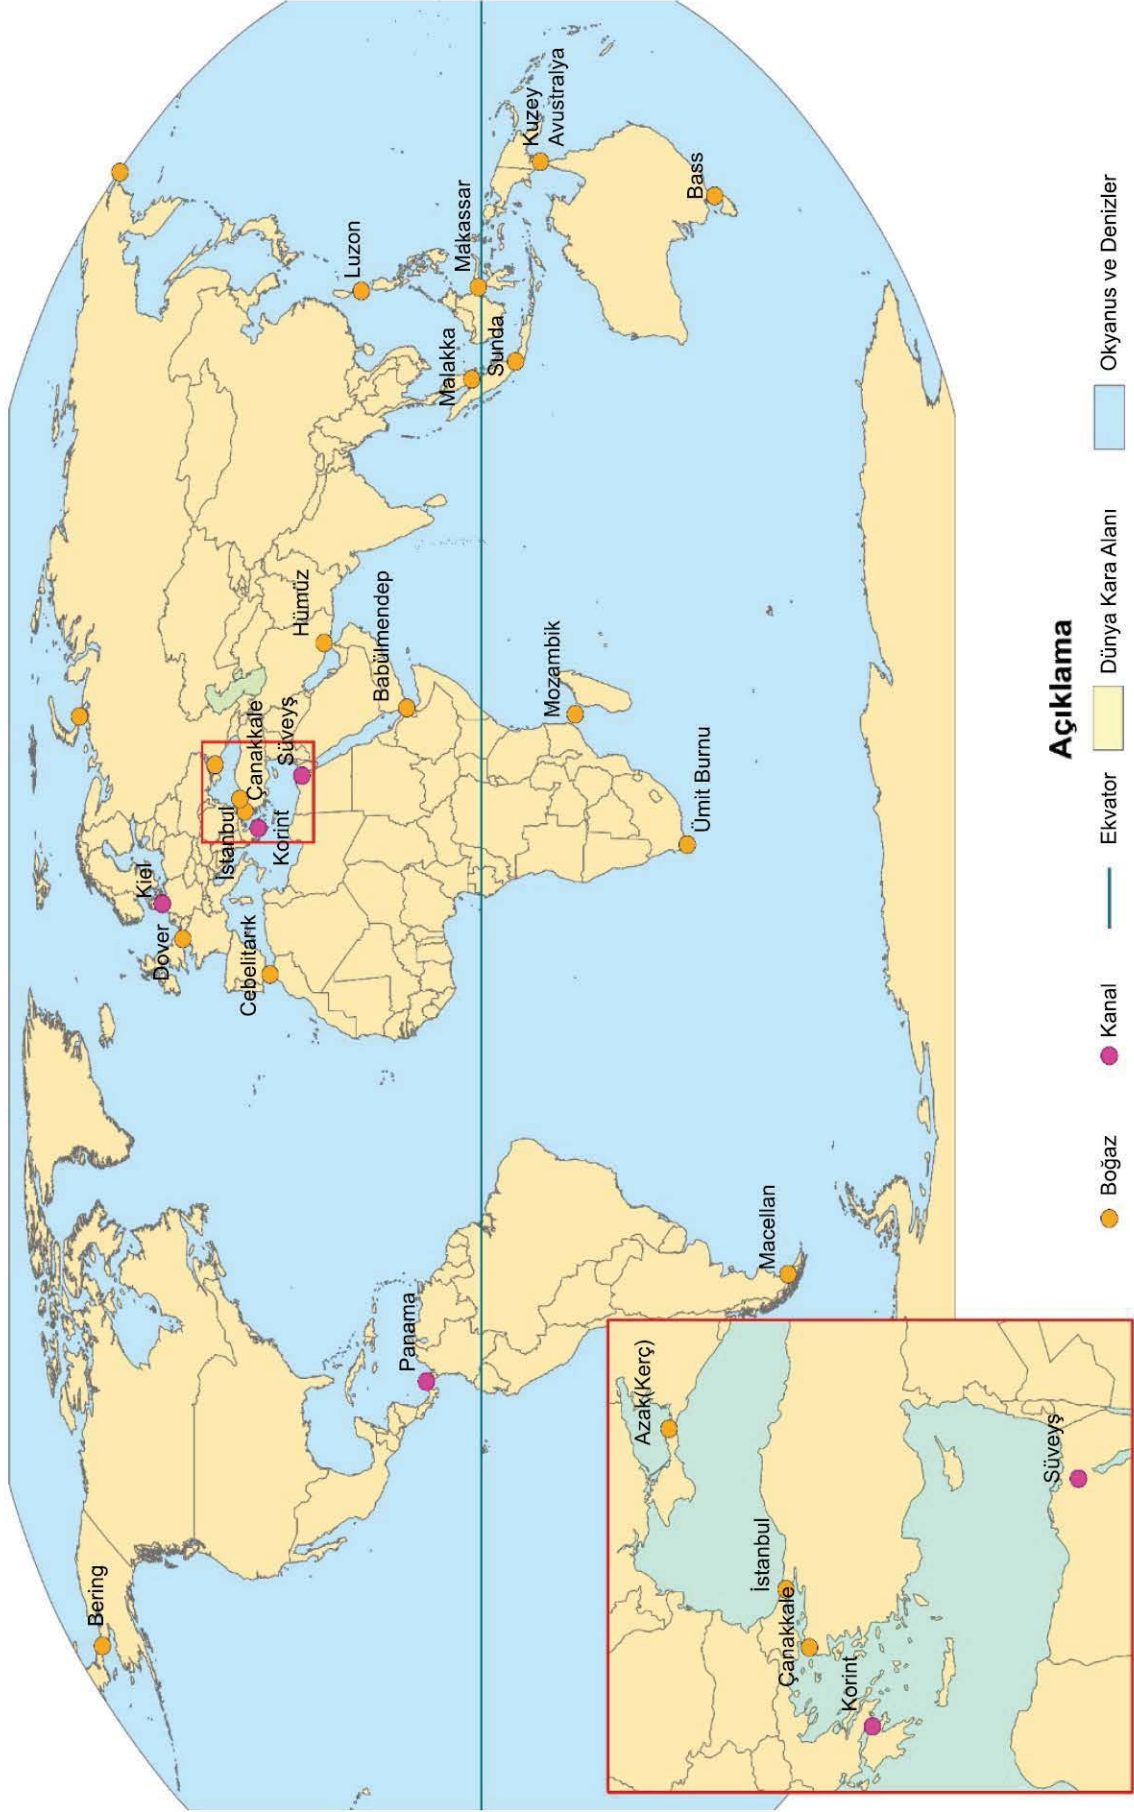 Bering
Panama
Macellan
Dover
Kiel
Cebelitarık
İstanbul
Çanakkale
Korint
Süveyş
Hümüz
Babülmendep
Mozambik
Ümit Burnu
Luzon
Malakka
Makassar
Sunda
Kuzey
Avustralya
Bass
Azak(Kerç)
İstanbul
Çanakkale
Korint
Süveyş
Açıklama
Boğaz
Kanal
Ekvator
Dünya Kara Alanı
Okyanus ve Denizler